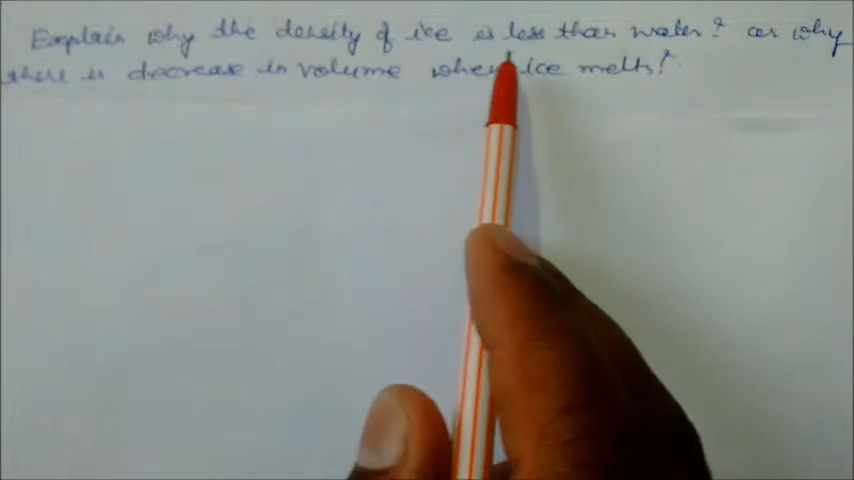 Explain why the density of ice is less than water? or why
there is decrease in volume when ice melts?